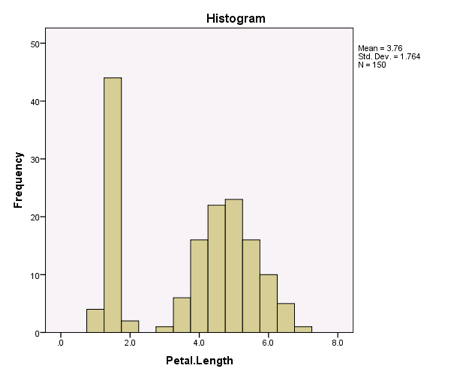 Histogram
Mean = 3.76
Std. Dev. = 1.764
N = 150
50
40
30
20
10
0
Frequency
.0 2.0 4.0 6.0 8.0
Petal.Length